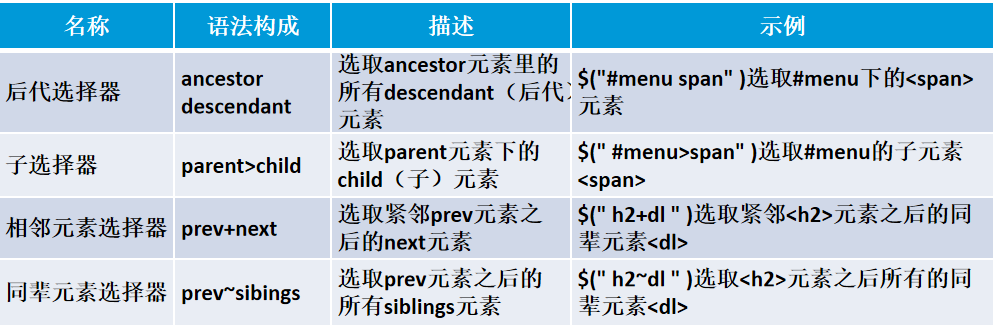 名称 语法构成 描述 示例
后代选择器 ancestor descendant 选取ancestor元素里的所有descendant（后代）元素 $("#menu span" )选取#menu下的<span>元素
子选择器 parent>child 选取parent元素下的child（子）元素 $(" #menu>span" )选取#menu的子元素<span>
相邻元素选择器 prev+next 选取紧邻prev元素之后的next元素 $(" h2+dl " )选取紧邻<h2>元素之后的同辈元素<dl>
同辈元素选择器 prev~sibings 选取prev元素之后的所有siblings元素 $(" h2~dl " )选取<h2>元素之后所有的同辈元素<dl>